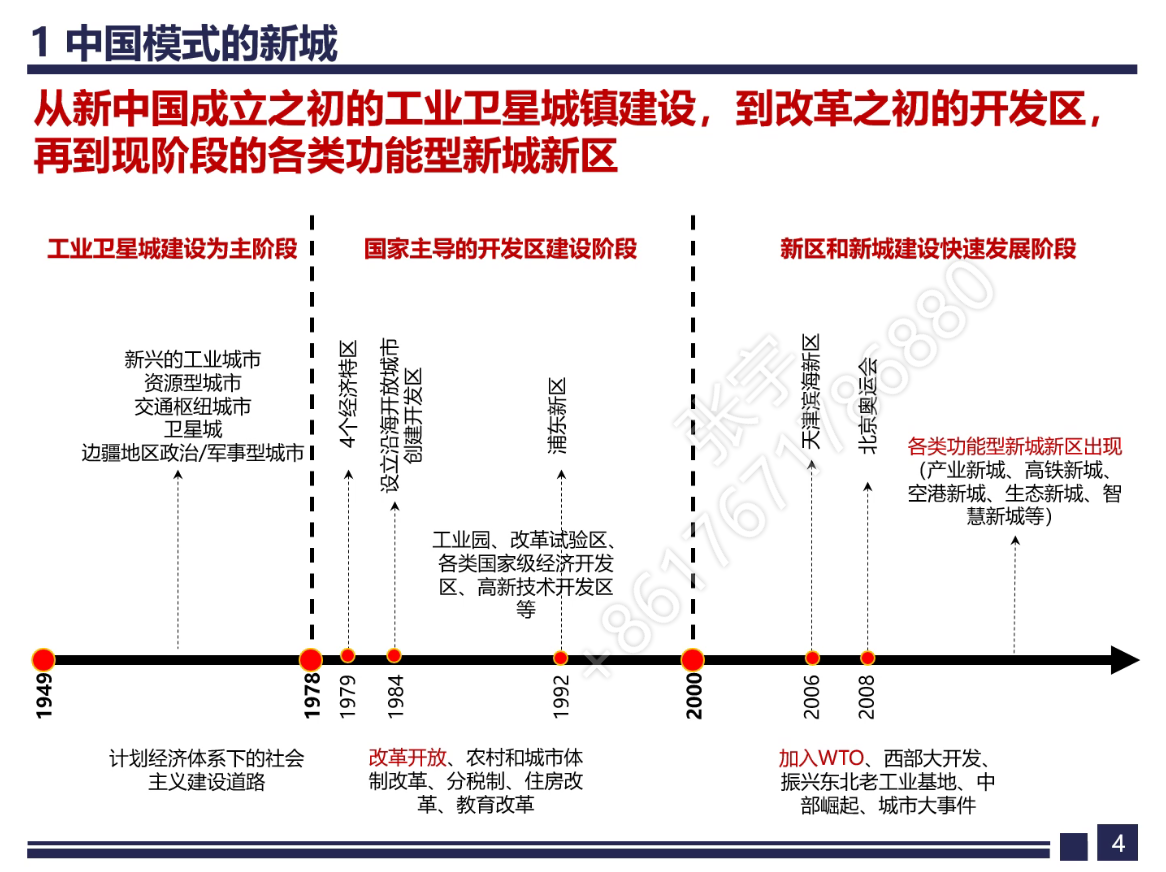 1 中国模式的新城
从新中国成立之初的工业卫星城镇建设，到改革之初的开发区，
再到现阶段的各类功能型新城新区
工业卫星城建设为主阶段
国家主导的开发区建设阶段
新区和新城建设快速发展阶段
新兴的工业城市
资源型城市
交通枢纽城市
卫星城
边疆地区政治/军事型城市
4个经济特区
设立沿海开放城市
创建开发区
浦东新区
工业园、改革试验区、
各类国家级经济开发
区、高新技术开发区
等
天津滨海新区
北京奥运会
各类功能型新城新区出现
（产业新城、高铁新城、
空港新城、生态新城、智
慧新城等）
1949
1978
1979
1984
1992
2000
2006
2008
计划经济体系下的社会
主义建设道路
改革开放、农村和城市体
制改革、分税制、住房改
革、教育改革
加入WTO、西部大开发、
振兴东北老工业基地、中
部崛起、城市大事件
张宇
+8617671786880
4